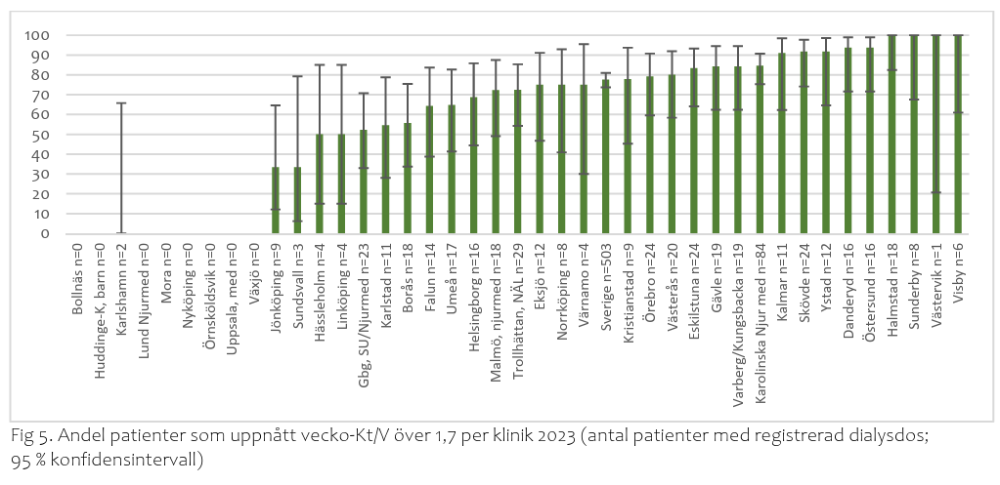 100
90
80
70
60
50
40
30
20
10
0
Bollnäs n=0
Huddinge-K, barn n=0
Karlshamn n=2
Lund Njurmed n=0
Mora n=0
Nyköping n=0
Örnsköldsvik n=0
Uppsala, med n=0
Växjö n=0
Jönköping n=9
Sundsvall n=3
Hässleholm n=4
Linköping n=4
Gbg, SU/Njurmed n=23
Karlstad n=11
Borås n=18
Falun n=14
Umeå n=17
Helsingborg n=16
Malmö, njurmed n=18
Trollhättan, NÄL n=29
Eksjö n=12
Norrköping n=8
Värnamo n=4
Sverige n=503
Kristianstad n=9
Örebro n=24
Västerås n=20
Eskilstuna n=24
Gävle n=19
Varberg/Kungsbacka n=19
Karolinska Njur med n=84
Kalmar n=11
Skövde n=24
Ystad n=12
Danderyd n=16
Östersund n=16
Halmstad n=18
Sunderby n=8
Västervik n=1
Visby n=6
Fig 5. Andel patienter som uppnått vecko-Kt/V över 1,7 per klinik 2023 (antal patienter med registrerad dialysdos;
95 % konfidensintervall)